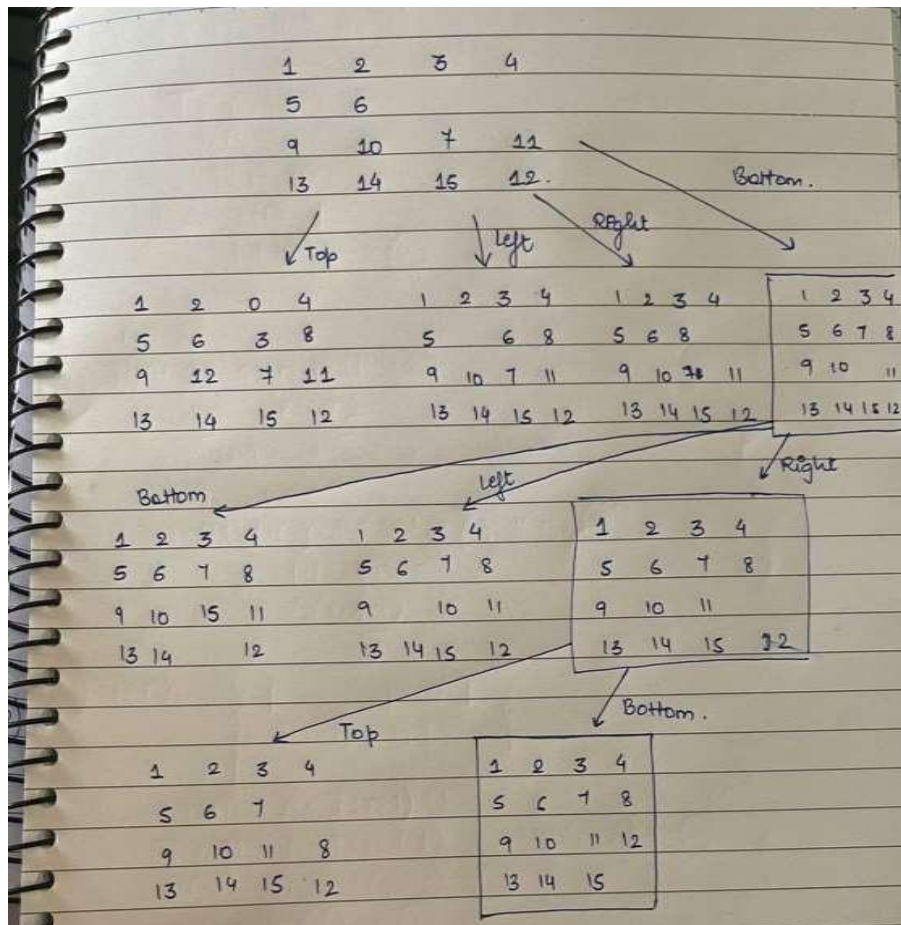 1 2 3 4
5 6
9 10 7 11
13 14 15 12.
Bottom.
Right
Left
Top
1 2 0 4 1 2 3 4 1 2 3 4 1 2 3 4
5 6 3 8 5 6 8 5 6 8 5 6 7 8
9 12 7 11 9 10 7 11 9 10 11 9 10 11
13 14 15 12 13 14 15 12 13 14 15 12 13 14 15 12
Right
Left
Bottom
1 2 3 4 1 2 3 4 1 2 3 4
5 6 7 8 5 6 7 8 5 6 7 8
9 10 15 11 9 10 11 9 10 11
13 14 12 13 14 15 12 13 14 15 12
Bottom.
Top
1 2 3 4 1 2 3 4
5 6 7 5 6 7 8
9 10 11 8 9 10 11 12
13 14 15 12 13 14 15